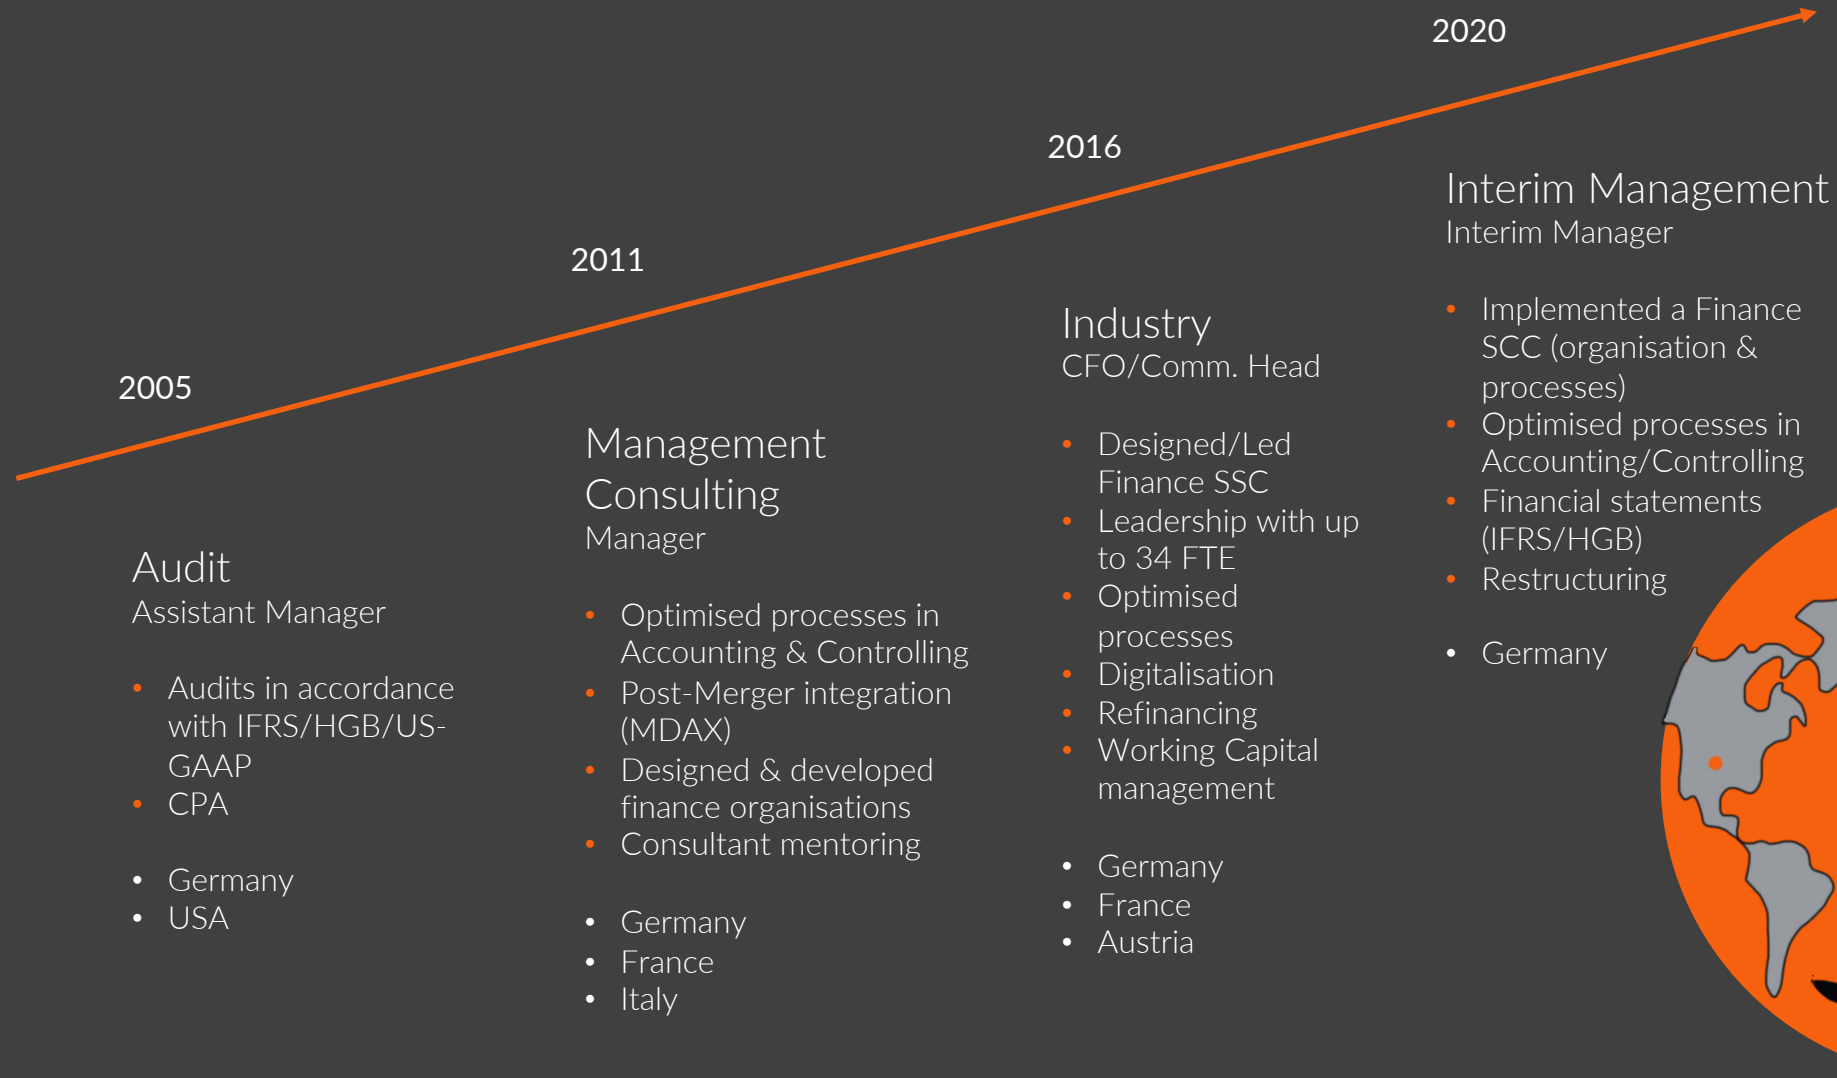 2005
Audit
Assistant Manager
• Audits in accordance
with IFRS/HGB/US-
GAAP
• CPA
• Germany
• USA
2011
Management
Consulting
Manager
• Optimised processes in
Accounting & Controlling
• Post-Merger integration
(MDAX)
• Designed & developed
finance organisations
• Consultant mentoring
• Germany
• France
• Italy
2016
Industry
CFO/Comm. Head
• Designed/Led
Finance SSC
• Leadership with up
to 34 FTE
• Optimised
processes
• Digitalisation
• Refinancing
• Working Capital
management
• Germany
• France
• Austria
2020
Interim Management
Interim Manager
• Implemented a Finance
SCC (organisation &
processes)
• Optimised processes in
Accounting/Controlling
• Financial statements
(IFRS/HGB)
• Restructuring
• Germany